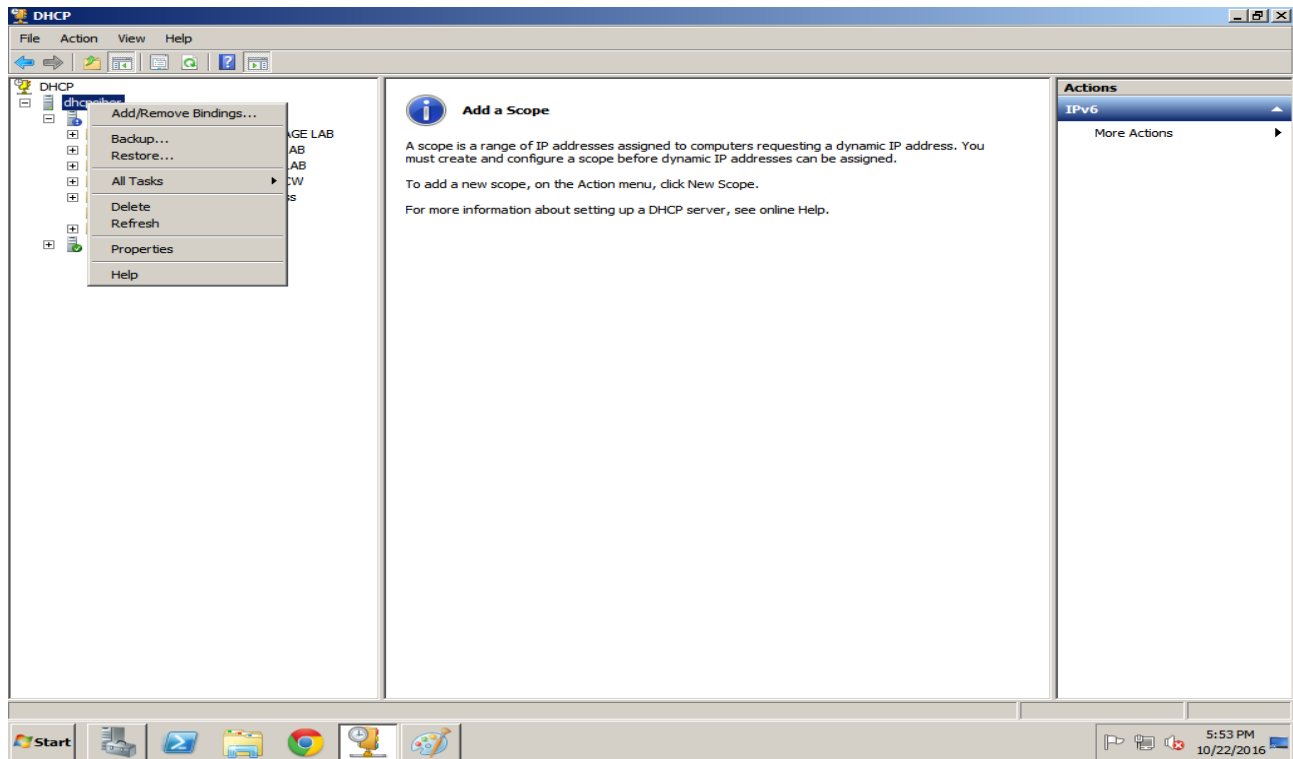 DHCP
File Action View Help
DHCP
Add/Remove Bindings...
Backup...
Restore...
All Tasks
Delete
Refresh
Properties
Help
AGE LAB
AB
AB
CW
ss
Add a Scope
A scope is a range of IP addresses assigned to computers requesting a dynamic IP address. You
must create and configure a scope before dynamic IP addresses can be assigned.
To add a new scope, on the Action menu, click New Scope.
For more information about setting up a DHCP server, see online Help.
Actions
IPv6
More Actions
Start
5:53 PM
10/22/2016